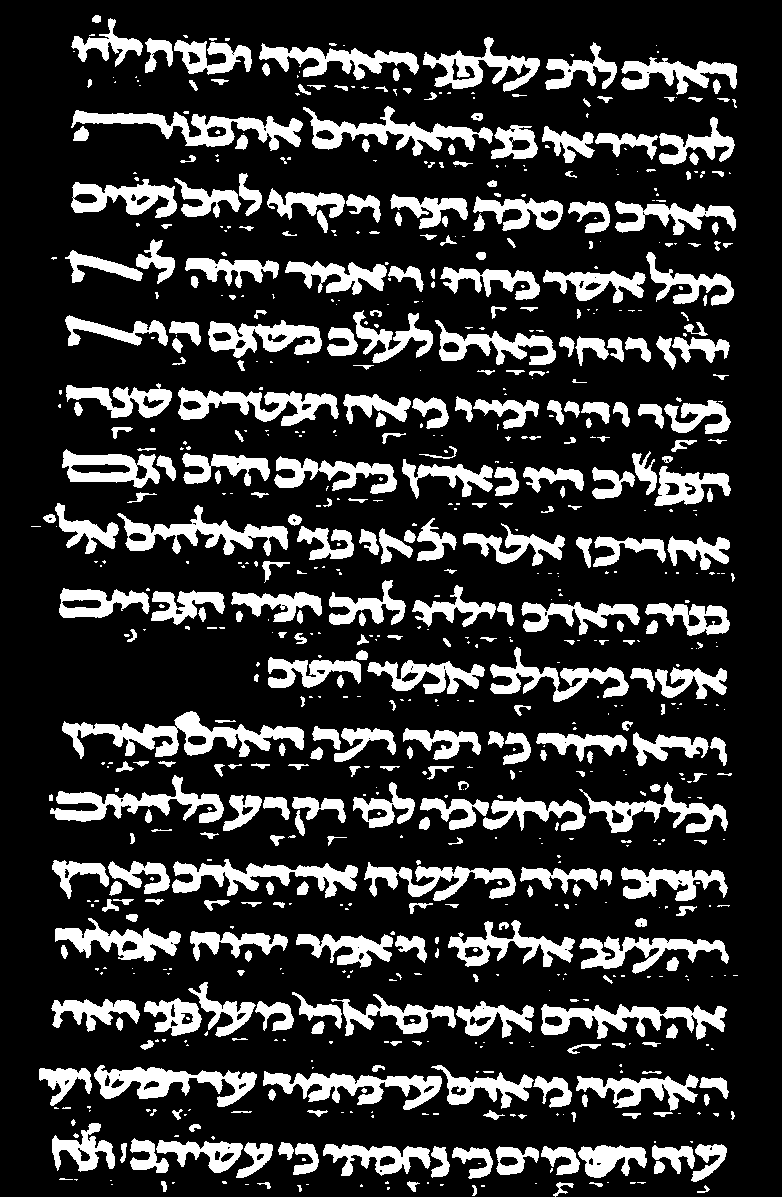 האדם לרב על פני האדמה ובנות ילדו
להם ויראו בני האלהים את בנות
האדם כי טבת הנה ויקחו להם נשים
מכל אשר בחרו׃ ויאמר יהוה לא
ידון רוחי באדם לעלם בשגם הוא
בשר והיו ימיו מאה ועשרים שנה׃
הנפלים היו בארץ בימים ההם וגם
אחרי כן אשר יבאו בני האלהים אל
בנות האדם וילדו להם המה הגברים
אשר מעולם אנשי השם׃
וירא יהוה כי רבה רעת האדם בארץ
וכל יצר מחשבת לבו רק רע כל היום׃
וינחם יהוה כי עשה את האדם בארץ
ויתעצב אל לבו׃ ויאמר יהוה אמחה
את האדם אשר בראתי מעל פני האד
האדמה מאדם עד בהמה עד רמש ועד
עוף השמים כי נחמתי כי עשיתם׃ ונח